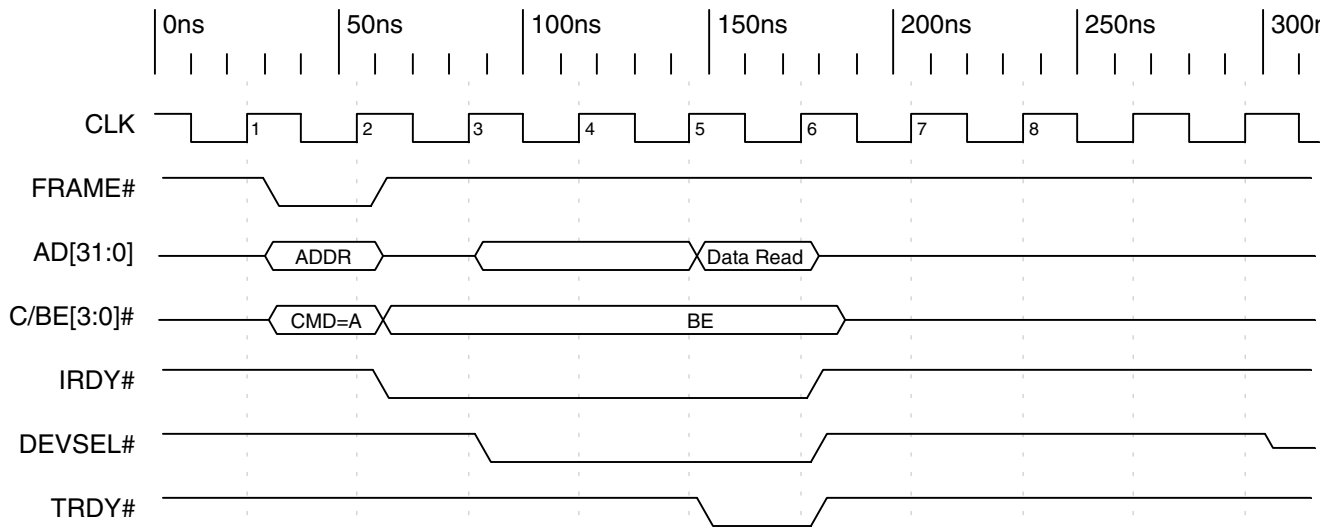 0ns 50ns 100ns 150ns 200ns 250ns 300n
CLK 1 2 3 4 5 6 7 8
FRAME#
AD[31:0] ADDR Data Read
C/BE[3:0]# CMD=A BE
IRDY#
DEVSEL#
TRDY#